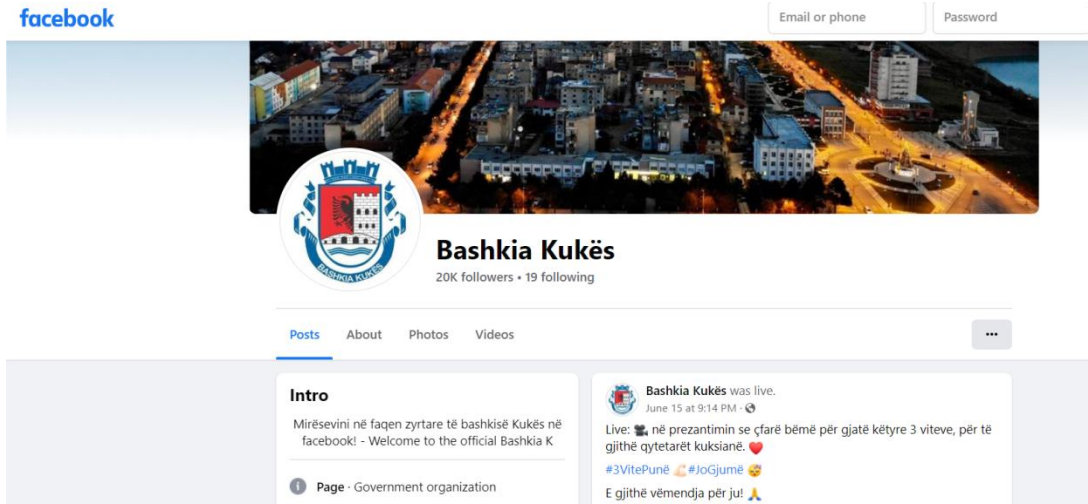 facebook
Email or phone
Password
BASHKIA KUKËS
Bashkia Kukës
20K followers • 19 following
Posts
About
Photos
Videos
Intro
Mirësevini në faqen zyrtare të bashkisë Kukës në
facebook! - Welcome to the official Bashkia K
Page · Government organization
Bashkia Kukës was live.
June 15 at 9:14 PM ·
Live: 🎥 në prezantimin se çfarë bëmë për gjatë këtyre 3 viteve, për të
gjithë qytetarët kuksianë. ❤️
#3VitePunë 💪🏻 #JoGjumë 😴
E gjithë vëmendja për ju! 🙏